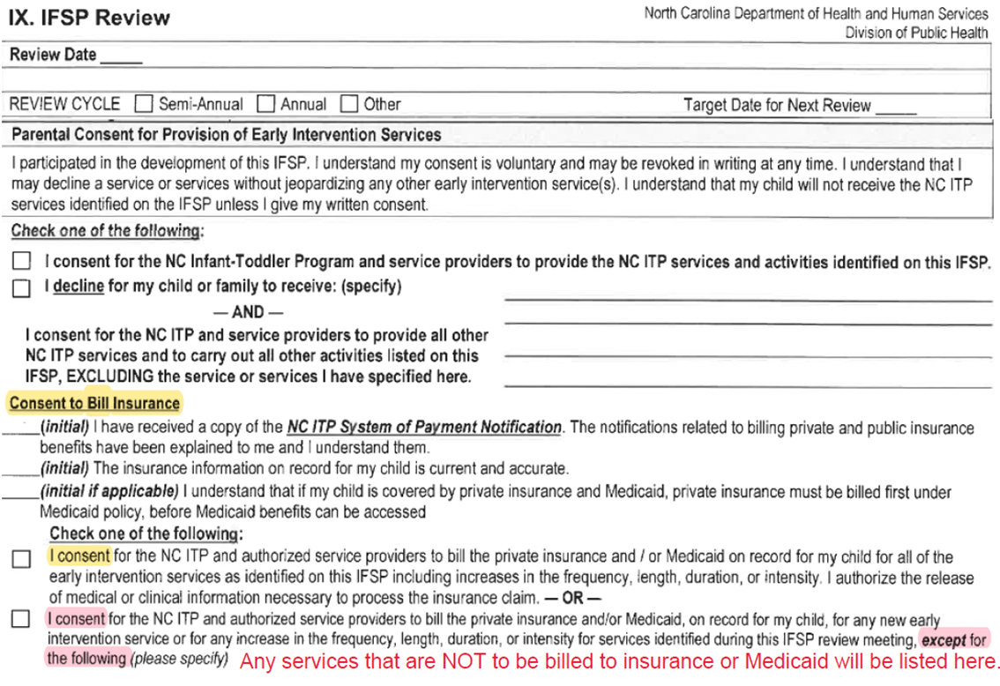 IX. IFSP Review
North Carolina Department of Health and Human Services
Division of Public Health
Review Date _____
REVIEW CYCLE ☐ Semi-Annual ☐ Annual ☐ Other Target Date for Next Review _____
Parental Consent for Provision of Early Intervention Services
I participated in the development of this IFSP. I understand my consent is voluntary and may be revoked in writing at any time. I understand that I
may decline a service or services without jeopardizing any other early intervention service(s). I understand that my child will not receive the NC ITP
services identified on the IFSP unless I give my written consent.
Check one of the following:
☐ I consent for the NC Infant-Toddler Program and service providers to provide the NC ITP services and activities identified on this IFSP.
☐ I decline for my child or family to receive: (specify)
— AND —
I consent for the NC ITP and service providers to provide all other
NC ITP services and to carry out all other activities listed on this
IFSP, EXCLUDING the service or services I have specified here.
Consent to Bill Insurance
____(initial) I have received a copy of the NC ITP System of Payment Notification. The notifications related to billing private and public insurance
benefits have been explained to me and I understand them.
____(initial) The insurance information on record for my child is current and accurate.
____(initial if applicable) I understand that if my child is covered by private insurance and Medicaid, private insurance must be billed first under
Medicaid policy, before Medicaid benefits can be accessed
Check one of the following:
☐ I consent for the NC ITP and authorized service providers to bill the private insurance and / or Medicaid on record for my child for all of the
early intervention services as identified on this IFSP including increases in the frequency, length, duration, or intensity. I authorize the release
of medical or clinical information necessary to process the insurance claim. — OR —
☐ I consent for the NC ITP and authorized service providers to bill the private insurance and/or Medicaid, on record for my child, for any new early
intervention service or for any increase in the frequency, length, duration, or intensity for services identified during this IFSP review meeting, except for
the following (please specify) Any services that are NOT to be billed to insurance or Medicaid will be listed here.